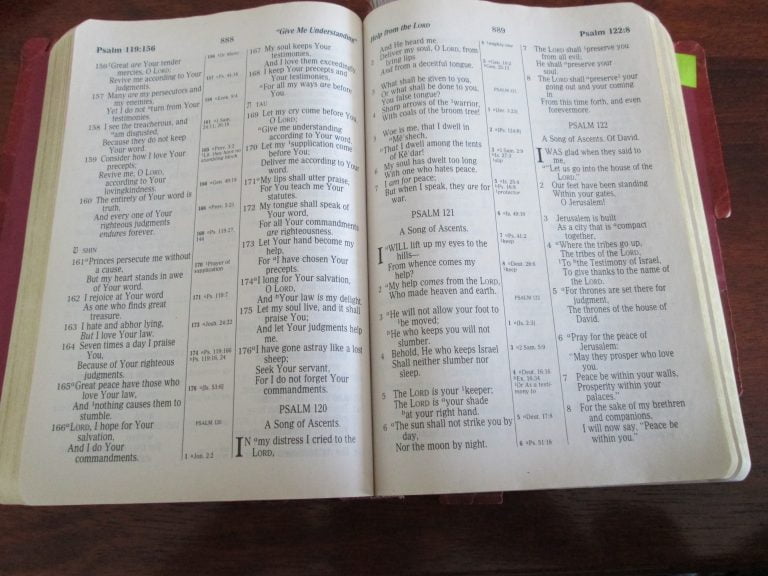 Psalm 119:156
888
"Give Me Understanding"
156 Great are Your tender
mercies, O LORD;
Revive me according to Your
judgments.
157 Many are my persecutors and
my enemies,
Yet I do not turn from Your
testimonies.
158 I see the treacherous, and
am disgusted,
Because they do not keep
Your word.
159 Consider how I love Your
precepts;
Revive me, O LORD,
according to Your
lovingkindness.
160 The entirety of Your word is
truth,
And every one of Your
righteous judgments
endures forever.
ש SHIN
161 Princes persecute me without
a cause,
But my heart stands in awe
of Your word.
162 I rejoice at Your word
As one who finds great
treasure.
163 I hate and abhor lying,
But I love Your law.
164 Seven times a day I praise
You,
Because of Your righteous
judgments.
165 Great peace have those who
love Your law,
And nothing causes them to
stumble.
166 LORD, I hope for Your
salvation,
And I do Your
commandments.
PSALM 120
167 My soul keeps Your
testimonies,
And I love them exceedingly.
168 I keep Your precepts and
Your testimonies,
For all my ways are before
You.
ת TAU
169 Let my cry come before You,
O LORD;
Give me understanding
according to Your word.
170 Let my supplication come
before You;
Deliver me according to Your
word.
171 My lips shall utter praise,
For You teach me Your
statutes.
172 My tongue shall speak of
Your word,
For all Your commandments
are righteousness.
173 Let Your hand become my
help,
For I have chosen Your
precepts.
174 I long for Your salvation,
O LORD,
And Your law is my delight.
175 Let my soul live, and it shall
praise You;
And let Your judgments help
me.
176 I have gone astray like a lost
sheep;
Seek Your servant,
For I do not forget Your
commandments.
PSALM 120
A Song of Ascents.
IN my distress I cried to the
LORD,
Help from the LORD
889
Psalm 122:8
And He heard me.
2 Deliver my soul, O LORD, from
lying lips
And from a deceitful tongue.
3 What shall be given to you,
Or what shall be done to you,
You false tongue?
4 Sharp arrows of the warrior,
With coals of the broom tree!
5 Woe is me, that I dwell in
Mē´shech,
That I dwell among the tents
of Kē´dar!
6 My soul has dwelt too long
With one who hates peace.
7 I am for peace;
But when I speak, they are for
war.
PSALM 121
A Song of Ascents.
I WILL lift up my eyes to the
hills—
From whence comes my
help?
2 My help comes from the LORD,
Who made heaven and earth.
3 He will not allow your foot to
be moved;
He who keeps you will not
slumber.
4 Behold, He who keeps Israel
Shall neither slumber nor
sleep.
5 The LORD is your keeper;
The LORD is your shade
at your right hand.
6 The sun shall not strike you by
day,
Nor the moon by night.
PSALM 121
PSALM 122
7 The LORD shall preserve you
from all evil;
He shall preserve your
soul.
8 The LORD shall preserve your
going out and your coming
in
From this time forth, and even
forevermore.
PSALM 122
A Song of Ascents. Of David.
I WAS glad when they said to
me,
"Let us go into the house of the
LORD."
2 Our feet have been standing
Within your gates,
O Jerusalem!
3 Jerusalem is built
As a city that is compact
together,
4 Where the tribes go up,
The tribes of the LORD,
To the Testimony of Israel,
To give thanks to the name of
the LORD.
5 For thrones are set there for
judgment,
The thrones of the house of
David.
6 Pray for the peace of
Jerusalem:
"May they prosper who love
you.
7 Peace be within your walls,
Prosperity within your
palaces."
8 For the sake of my brethren
and companions,
I will now say, "Peace be
within you."